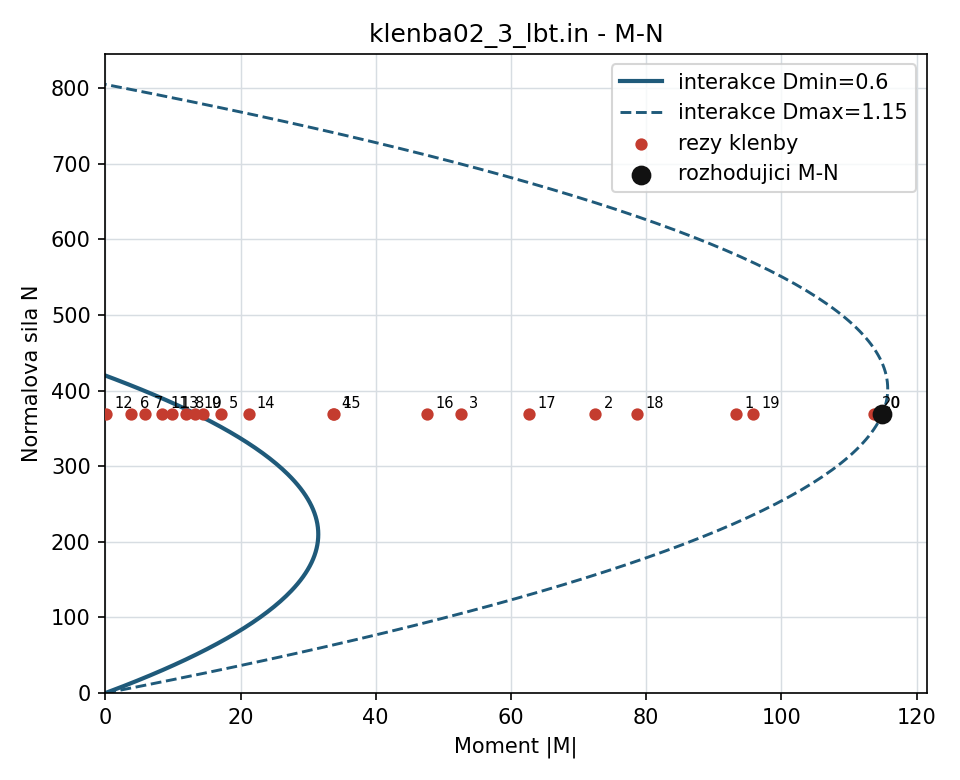 klenba02_3_lbt.in - M-N
interakce Dmin=0.6
interakce Dmax=1.15
rezy klenby
rozhodujici M-N
Normalova sila N
800
700
600
500
400
300
200
100
0
12 6 7 5 14 16 3 17 2 18 1 19
0 20 40 60 80 100 120
Moment |M|